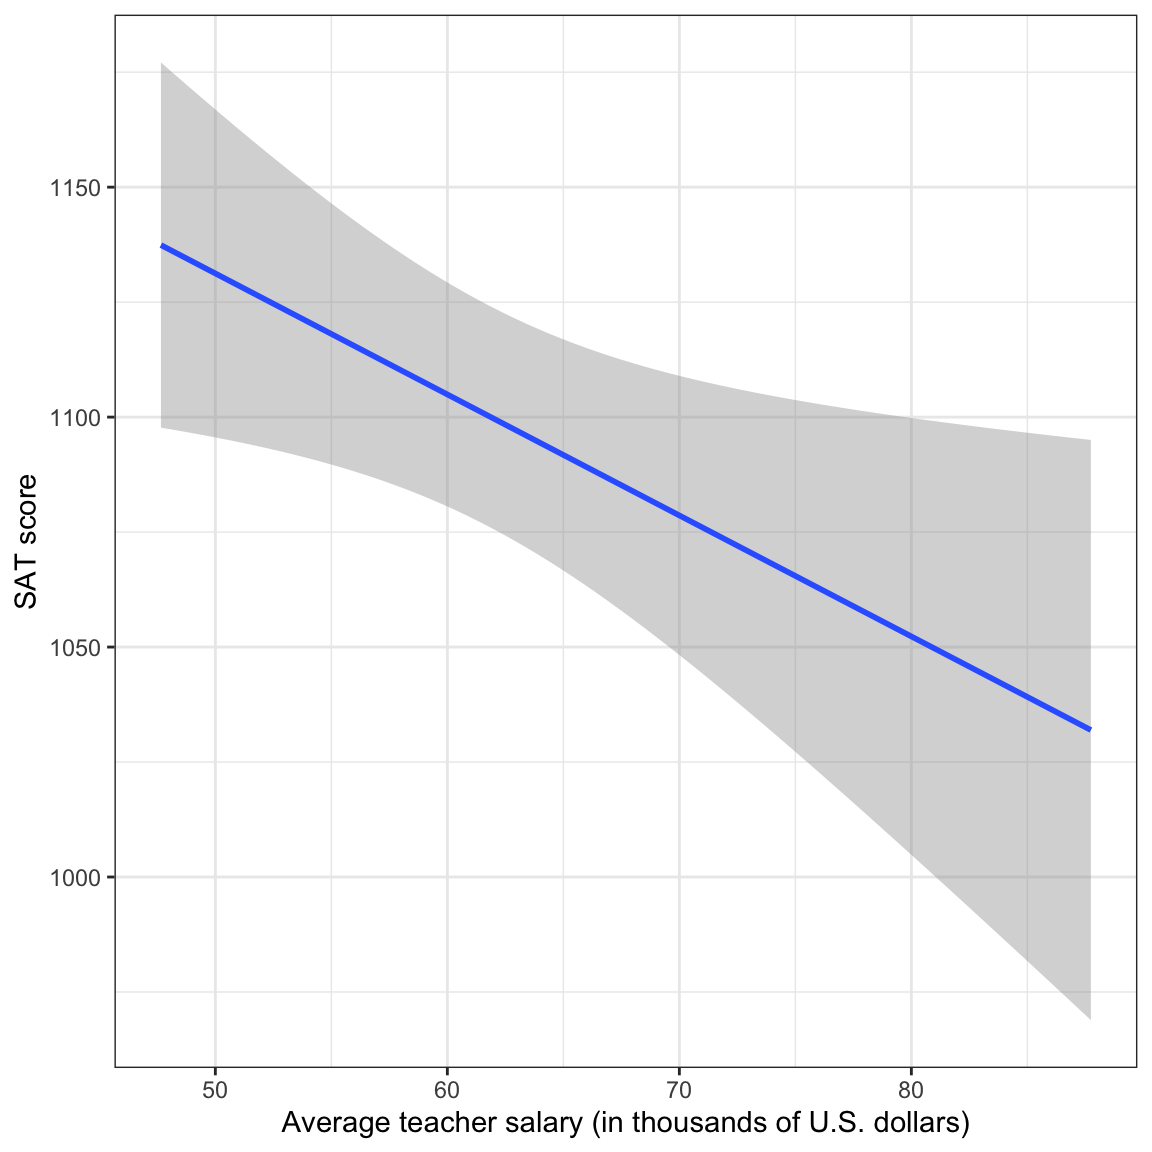 1150
1100
1050
1000
SAT score
50 60 70 80
Average teacher salary (in thousands of U.S. dollars)